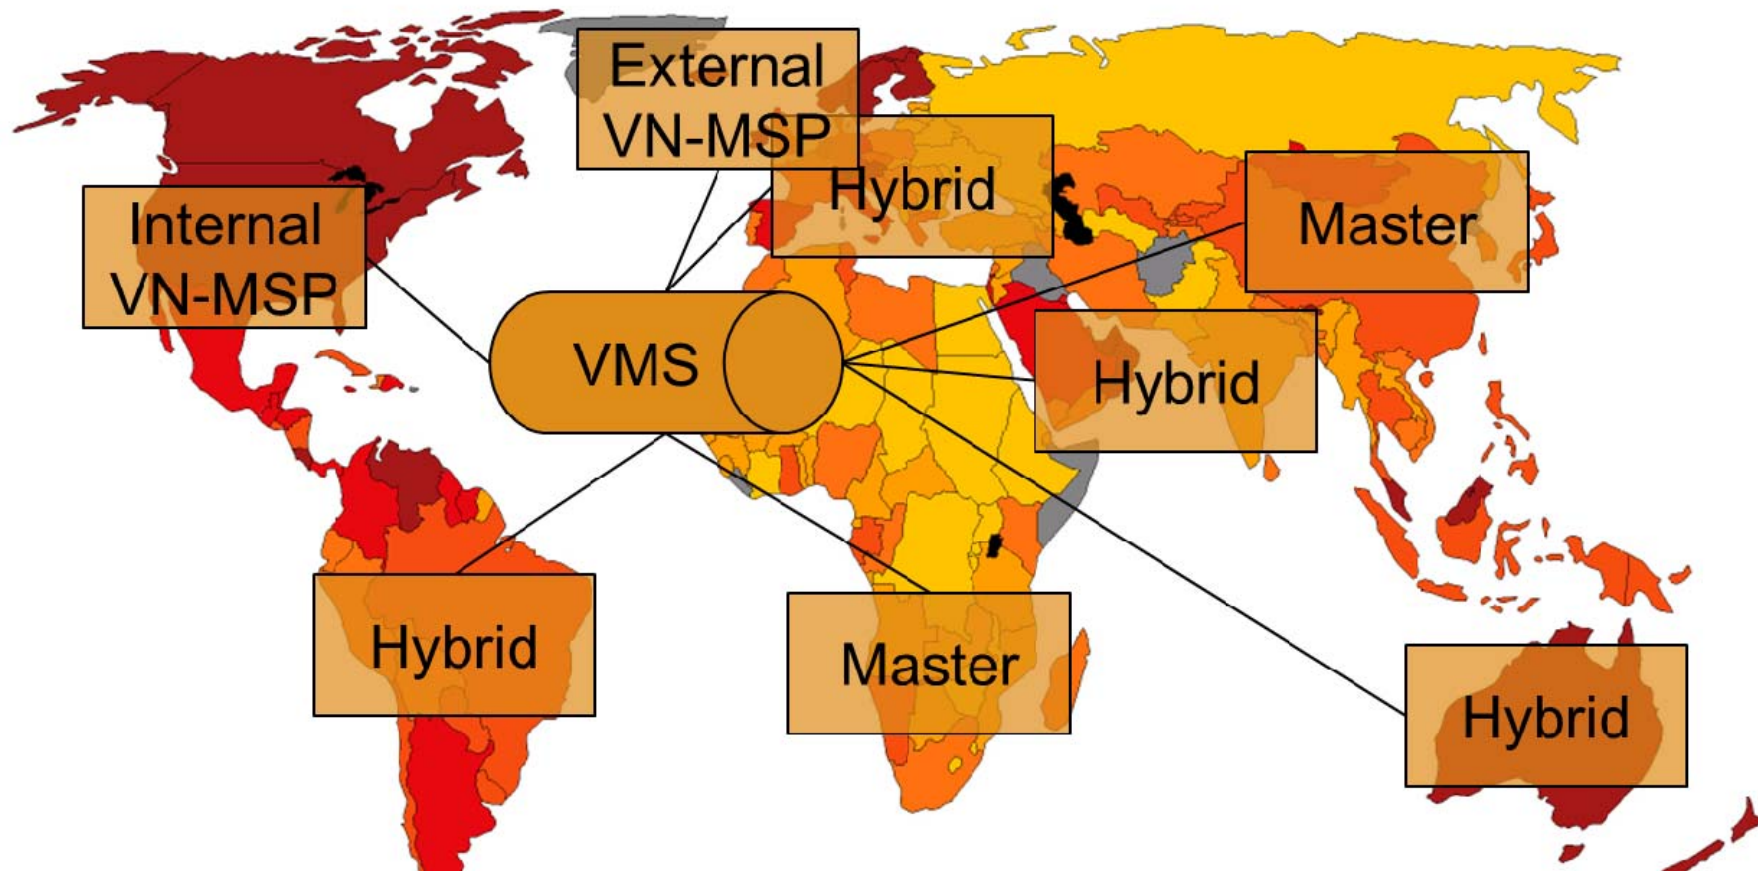 External
VN-MSP
Hybrid
Internal
VN-MSP
Master
VMS
Hybrid
Hybrid
Master
Hybrid